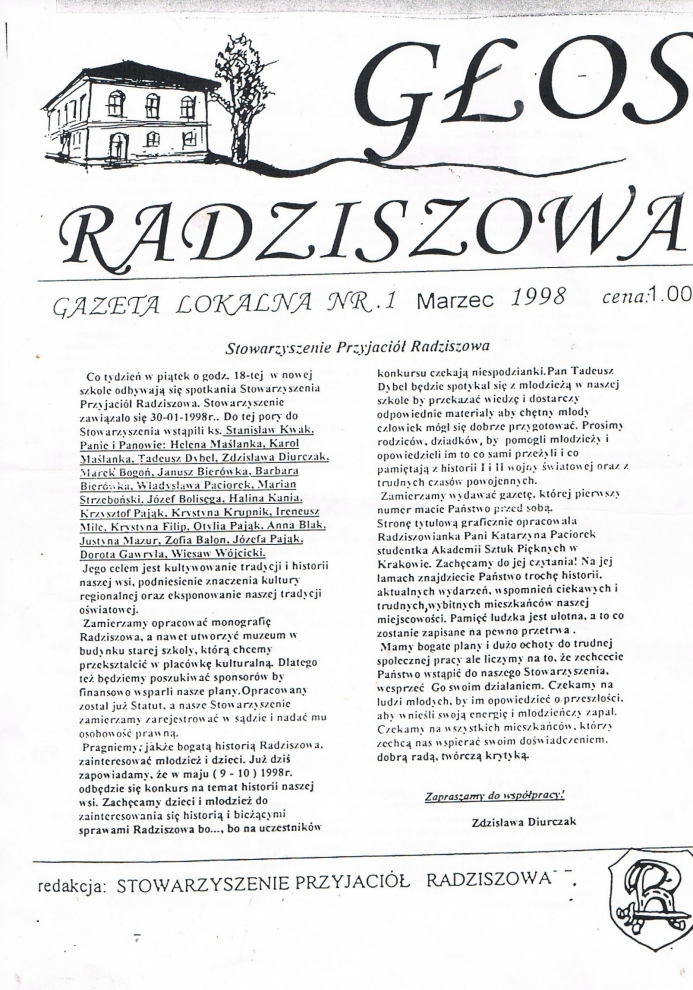 GŁOS
RADZISZOWA
GAZETA LOKALNA NR.1 Marzec 1998 cena:1.00
Stowarzyszenie Przyjaciół Radziszowa
Co tydzień w piątek o godz. 18-tej w nowej
szkole odbywają się spotkania Stowarzyszenia
Przyjaciół Radziszowa. Stowarzyszenie
zawiązało się 30-01-1998r.. Do tej pory do
Stowarzyszenia wstąpili ks. Stanisław Kwak,
Panie i Panowie: Helena Maślanka, Karol
Maślanka, Tadeusz Dybel, Zdzisława Diurczak,
Marek Bogoń, Janusz Bierówka, Barbara
Bierówka, Władysława Paciorek, Marian
Strzeboński, Józef Bolisęga, Halina Kania,
Krzysztof Pająk, Krystyna Krupnik, Ireneusz
Milc, Krystyna Filip, Otylia Pająk, Anna Blak,
Justyna Mazur, Zofia Balon, Józefa Pająk,
Dorota Gawryla, Wiesaw Wójcicki.
Jego celem jest kultywowanie tradycji i historii
naszej wsi, podniesienie znaczenia kultury
regionalnej oraz eksponowanie naszej tradycji
oświatowej.
Zamierzamy opracować monografię
Radziszowa, a nawet utworzyć muzeum w
budynku starej szkoły, którą chcemy
przekształcić w placówkę kulturalną. Dlatego
też będziemy poszukiwać sponsorów by
finansowo wsparli nasze plany.Opracowany
został już Statut, a nasze Stowarzyszenie
zamierzamy zarejestrować w sądzie i nadać mu
osobowość prawną.
Pragniemy, jakże bogatą historią Radziszowa,
zainteresować młodzież i dzieci. Już dziś
zapowiadamy, że w maju ( 9 - 10 ) 1998r.
odbędzie się konkurs na temat historii naszej
wsi. Zachęcamy dzieci i młodzież do
zainteresowania się historią i bieżącymi
sprawami Radziszowa bo..., bo na uczestników
konkursu czekają niespodzianki.Pan Tadeusz
Dybel będzie spotykał się z młodzieżą w naszej
szkole by przekazać wiedzę i dostarczy
odpowiednie materiały aby chętny młody
człowiek mógł się dobrze przygotować. Prosimy
rodziców, dziadków, by pomogli młodzieży i
opowiedzieli im to co sami przeżyli i co
pamiętają z historii I i II wojny światowej oraz z
trudnych czasów powojennych.
Zamierzamy wydawać gazetę, której pierwszy
numer macie Państwo przed sobą.
Stronę tytułową graficznie opracowała
Radziszowianka Pani Katarzyna Paciorek
studentka Akademii Sztuk Pięknych w
Krakowie. Zachęcamy do jej czytania! Na jej
łamach znajdziecie Państwo trochę historii,
aktualnych wydarzeń, wspomnień ciekawych i
trudnych,wybitnych mieszkańców naszej
miejscowości. Pamięć ludzka jest ulotna, a to co
zostanie zapisane na pewno przetrwa .
Mamy bogate plany i dużo ochoty do trudnej
społecznej pracy ale liczymy na to, że zechcecie
Państwo wstąpić do naszego Stowarzyszenia,
wesprzeć Go swoim działaniem. Czekamy na
ludzi młodych, by im opowiedzieć o przeszłości,
aby wnieśli swoją energię i młodzieńczy zapał.
Czekamy na wszystkich mieszkańców, którzy
zechcą nas wspierać swoim doświadczeniem,
dobrą radą, twórczą krytyką.
Zapraszamy do współpracy!
Zdzisława Diurczak
redakcja: STOWARZYSZENIE PRZYJACIÓŁ RADZISZOWA
R